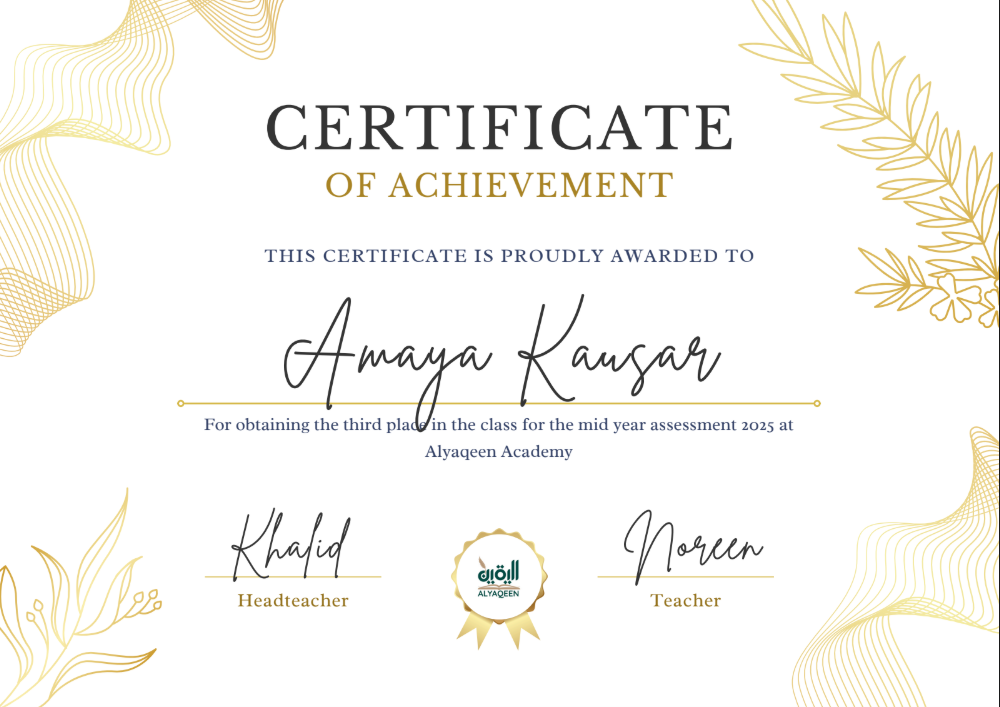 CERTIFICATE
OF ACHIEVEMENT
THIS CERTIFICATE IS PROUDLY AWARDED TO
Amaya Kausar
For obtaining the third place in the class for the mid year assessment 2025 at
Alyaqeen Academy
Khalid
Noreen
اليقين
ALYAQEEN
Headteacher
Teacher